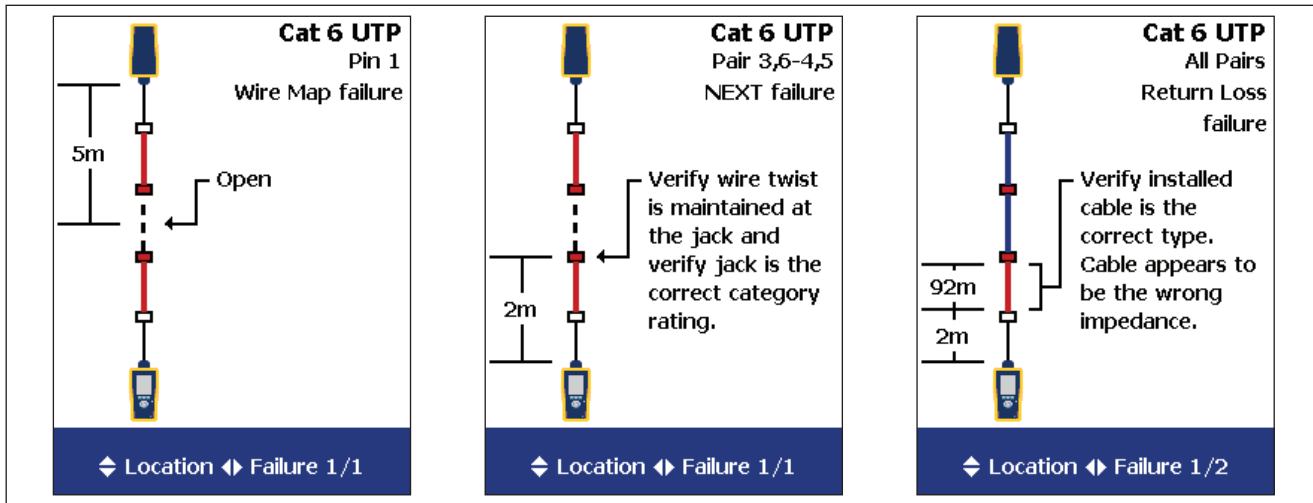 Cat 6 UTP
Pin 1
Wire Map failure
5m
Open
Location Failure 1/1
Cat 6 UTP
Pair 3,6-4,5
NEXT failure
Verify wire twist
is maintained at
the jack and
verify jack is the
correct category
rating.
2m
Location Failure 1/1
Cat 6 UTP
All Pairs
Return Loss
failure
Verify installed
cable is the
correct type.
Cable appears to
be the wrong
impedance.
92m
2m
Location Failure 1/2